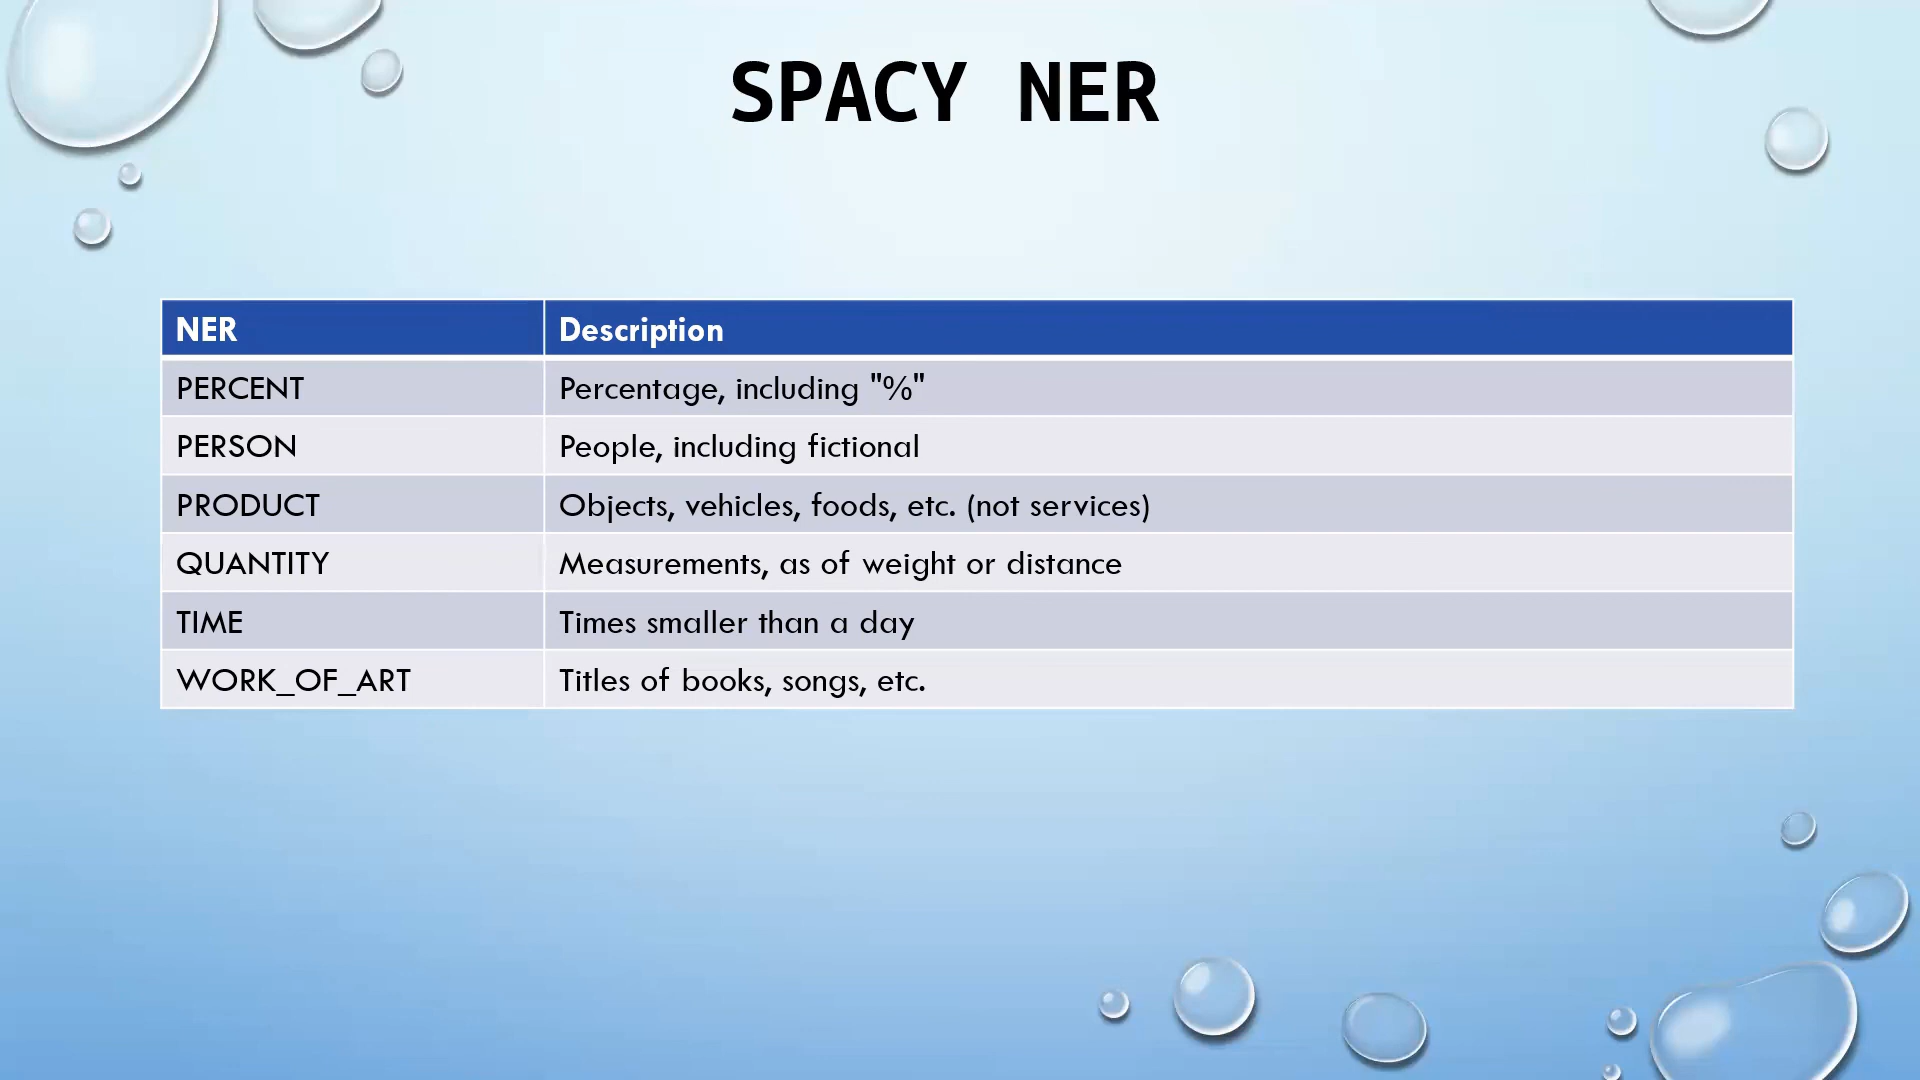 SPACY NER
NER Description
PERCENT Percentage, including "%"
PERSON People, including fictional
PRODUCT Objects, vehicles, foods, etc. (not services)
QUANTITY Measurements, as of weight or distance
TIME Times smaller than a day
WORK_OF_ART Titles of books, songs, etc.